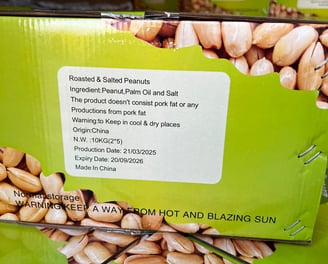 Roasted & Salted Peanuts
Ingredient:Peanut,Palm Oil and Salt
The product doesn't consist pork fat or any
Productions from pork fat
Warning:to Keep in cool & dry places
Origin:China
N.W. :10KG(2*5)
Production Date: 21/03/2025
Expiry Date: 20/09/2026
Made In China
Normal storage
WARNING:KEEP A WAY FROM HOT AND BLAZING SUN